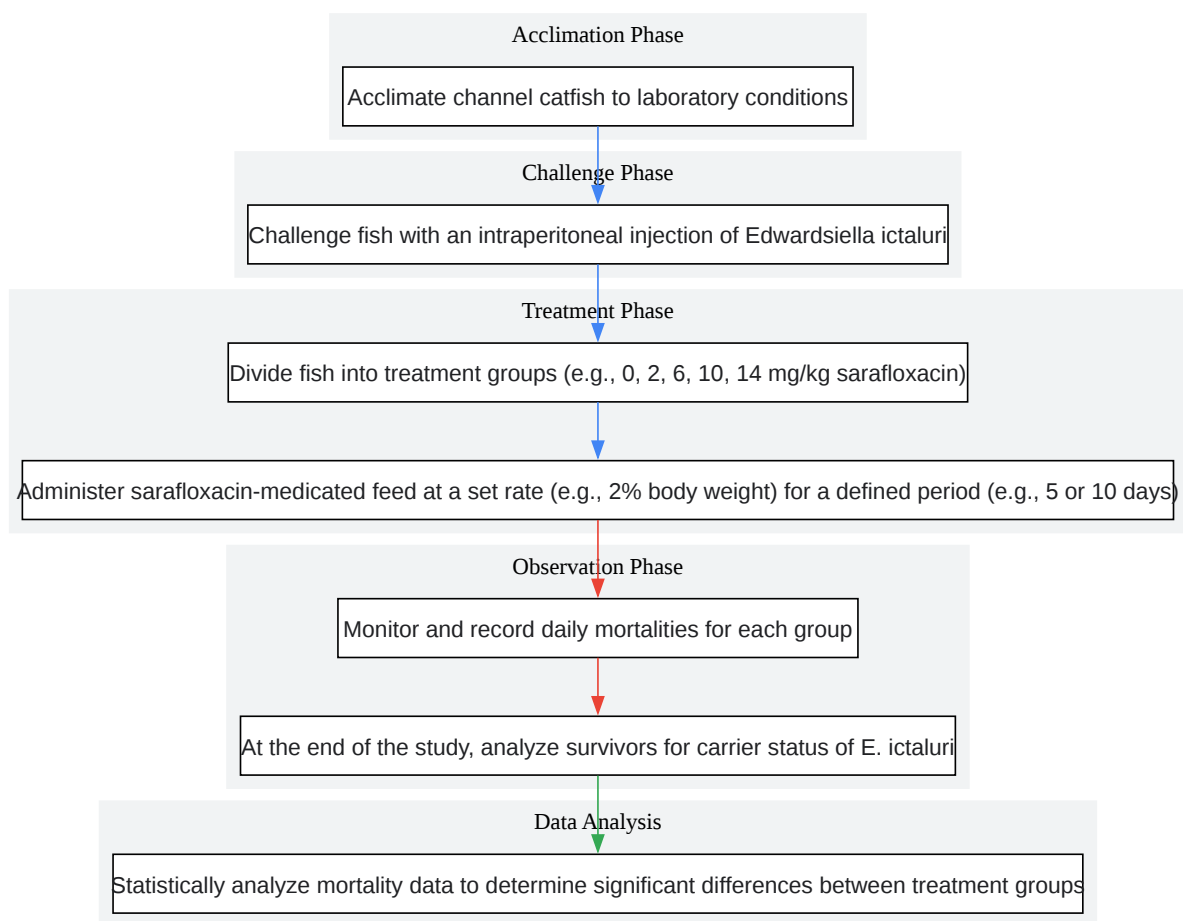 Acclimation Phase
Acclimate channel catfish to laboratory conditions
Challenge Phase
Challenge fish with an intraperitoneal injection of Edwardsiella ictaluri
Treatment Phase
Divide fish into treatment groups (e.g., 0, 2, 6, 10, 14 mg/kg sarafloxacin)
Administer sarafloxacin-medicated feed at a set rate (e.g., 2% body weight) for a defined period (e.g., 5 or 10 days)
Observation Phase
Monitor and record daily mortalities for each group
At the end of the study, analyze survivors for carrier status of E. ictaluri
Data Analysis
Statistically analyze mortality data to determine significant differences between treatment groups